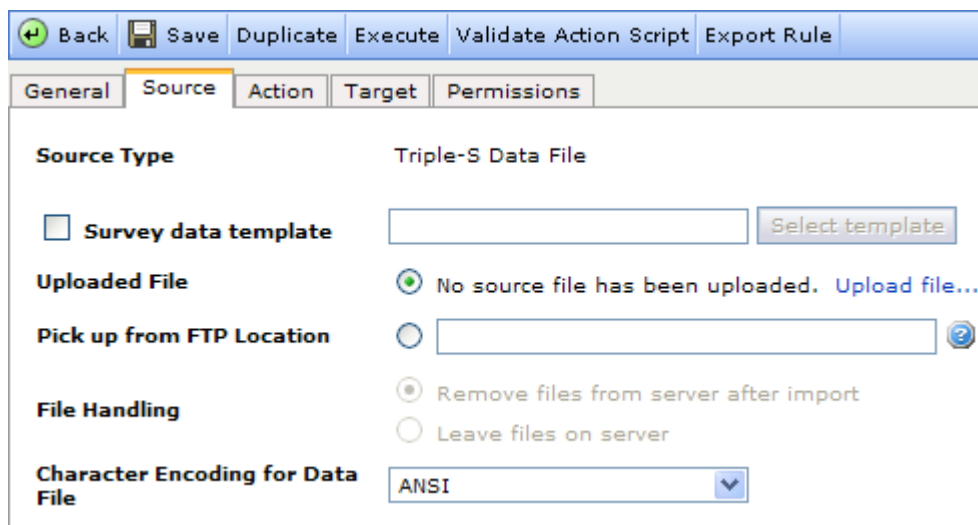 Back Save Duplicate Execute Validate Action Script Export Rule
General Source Action Target Permissions
Source Type Triple-S Data File
Survey data template Select template
Uploaded File No source file has been uploaded. Upload file...
Pick up from FTP Location ?
File Handling Remove files from server after import
Leave files on server
Character Encoding for Data File ANSI